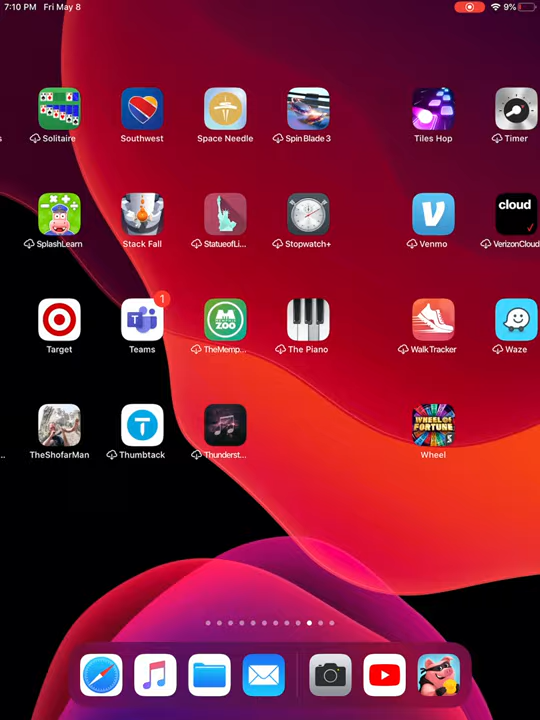 7:10 PM Fri May 8
9%
Solitaire
Southwest
Space Needle
Spin Blade 3
Tiles Hop
Timer
SplashLearn
Stack Fall
StatueofLi...
Stopwatch+
Venmo
cloud
VerizonCloud
1
T
Target
Teams
ZOO
TheMemp...
The Piano
WalkTracker
Waze
TheShofarMan
Thumbtack
Thunderst...
WHEEL OF
FORTUNE
Wheel